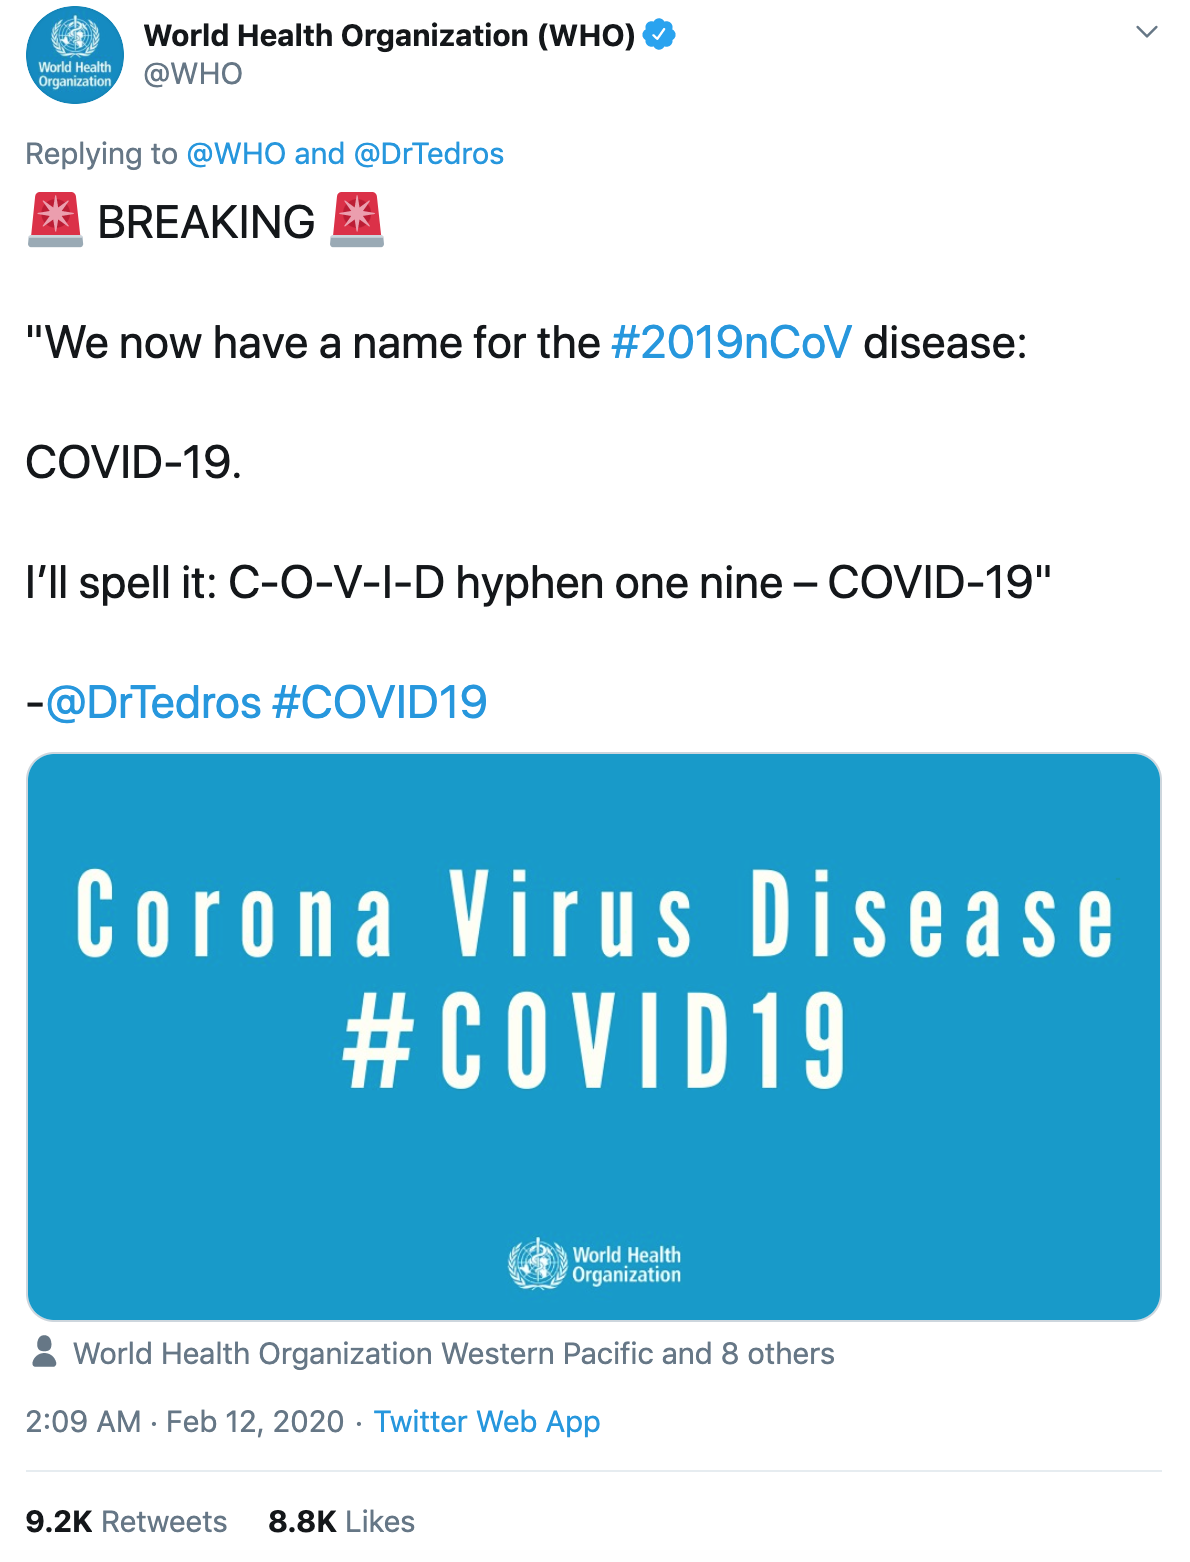 World Health Organization (WHO)
@WHO
World Health
Organization
Replying to @WHO and @DrTedros
🚨 BREAKING 🚨
"We now have a name for the #2019nCoV disease:
COVID-19.
I’ll spell it: C-O-V-I-D hyphen one nine – COVID-19"
-@DrTedros #COVID19
Corona Virus Disease
#COVID19
World Health
Organization
World Health Organization Western Pacific and 8 others
2:09 AM · Feb 12, 2020 · Twitter Web App
9.2K Retweets 8.8K Likes